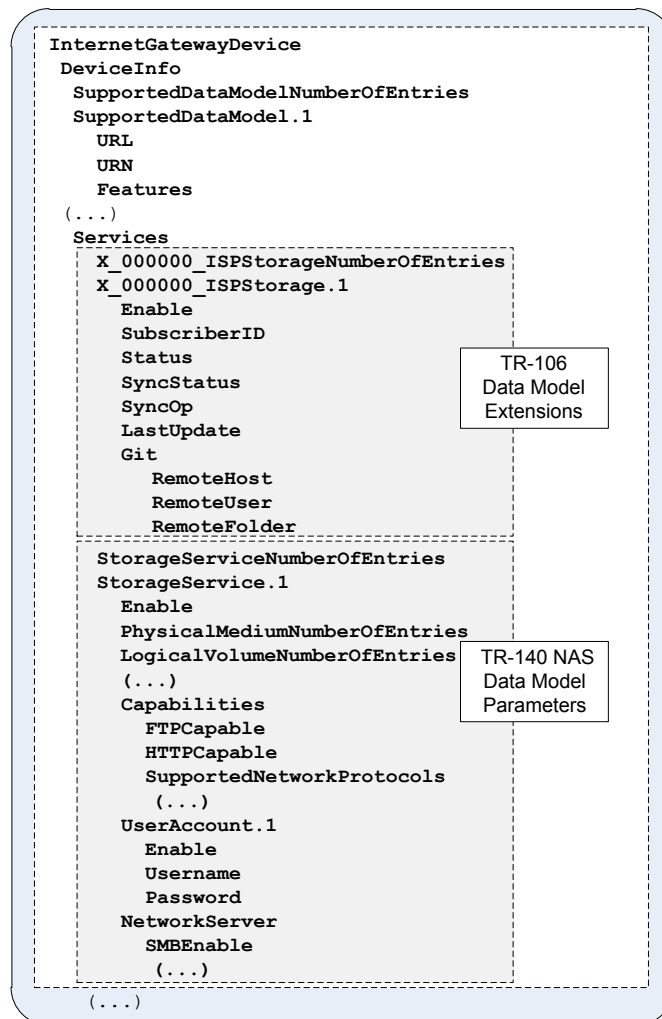 InternetGatewayDevice
DeviceInfo
SupportedDataModelNumberOfEntries
SupportedDataModel.1
URL
URN
Features
(...)
Services
X_000000_ISPStorageNumberOfEntries
X_000000_ISPStorage.1
Enable
SubscriberID
Status
SyncStatus
SyncOp
LastUpdate
Git
RemoteHost
RemoteUser
RemoteFolder
TR-106
Data Model
Extensions
StorageServiceNumberOfEntries
StorageService.1
Enable
PhysicalMediumNumberOfEntries
LogicalVolumeNumberOfEntries
(...)
Capabilities
FTPCapable
HTTPCapable
SupportedNetworkProtocols
(...)
UserAccount.1
Enable
Username
Password
NetworkServer
SMBEnable
(...)
TR-140 NAS
Data Model
Parameters
(...)